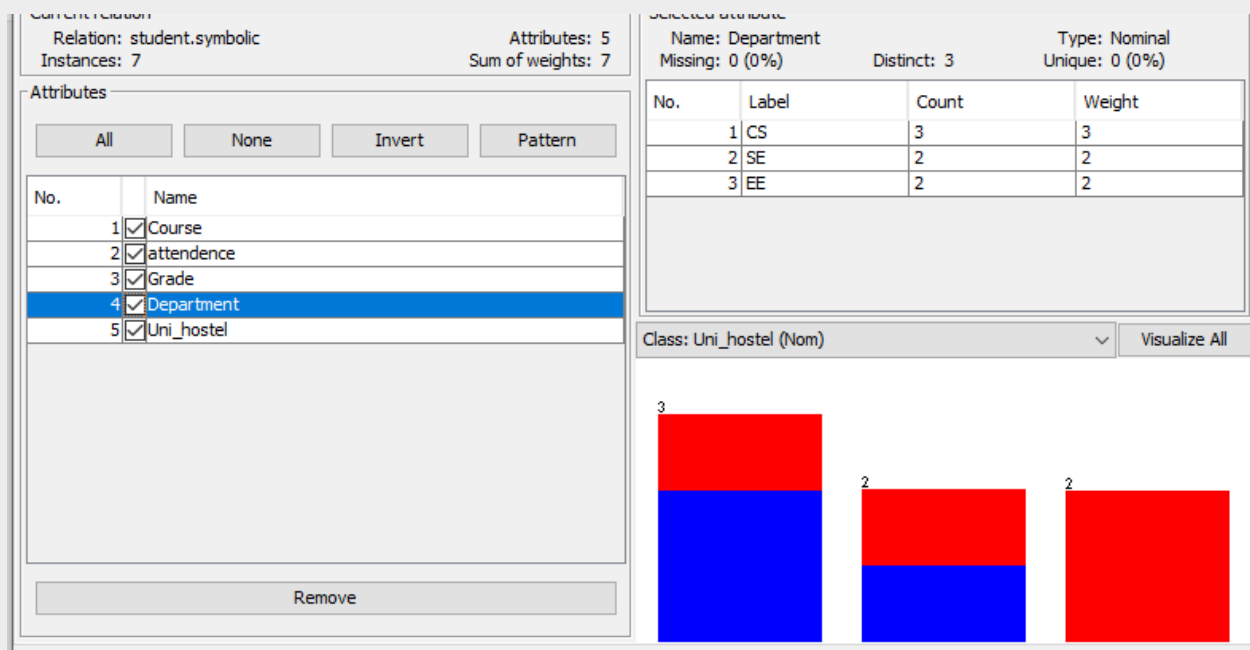 Current relation
Relation: student.symbolic Attributes: 5
Instances: 7 Sum of weights: 7
Attributes
All None Invert Pattern
No. Name
1 Course
2 attendence
3 Grade
4 Department
5 Uni_hostel
Remove
Selected attribute
Name: Department Type: Nominal
Missing: 0 (0%) Distinct: 3 Unique: 0 (0%)
No. Label Count Weight
1 CS 3 3
2 SE 2 2
3 EE 2 2
Class: Uni_hostel (Nom) Visualize All
3
2
2